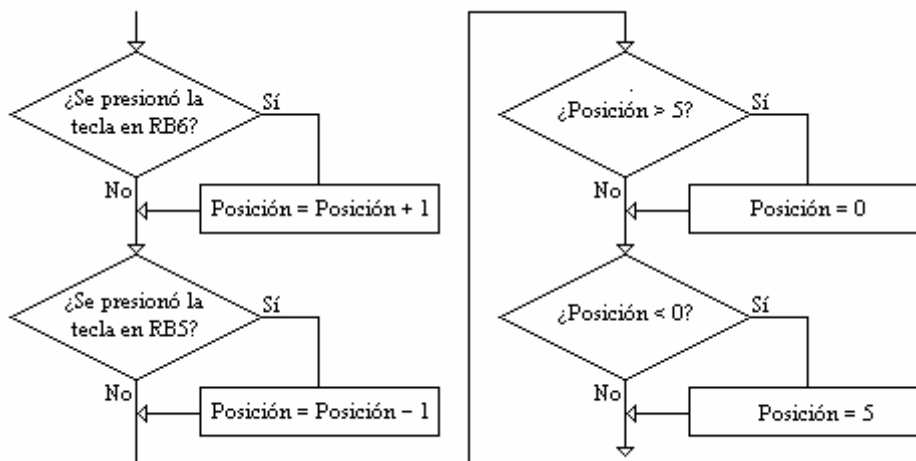 ¿Se presionó la
tecla en RB6?
Sí
No
Posición = Posición + 1
¿Se presionó la
tecla en RB5?
Sí
No
Posición = Posición − 1
¿Posición > 5?
Sí
No
Posición = 0
¿Posición < 0?
Sí
No
Posición = 5